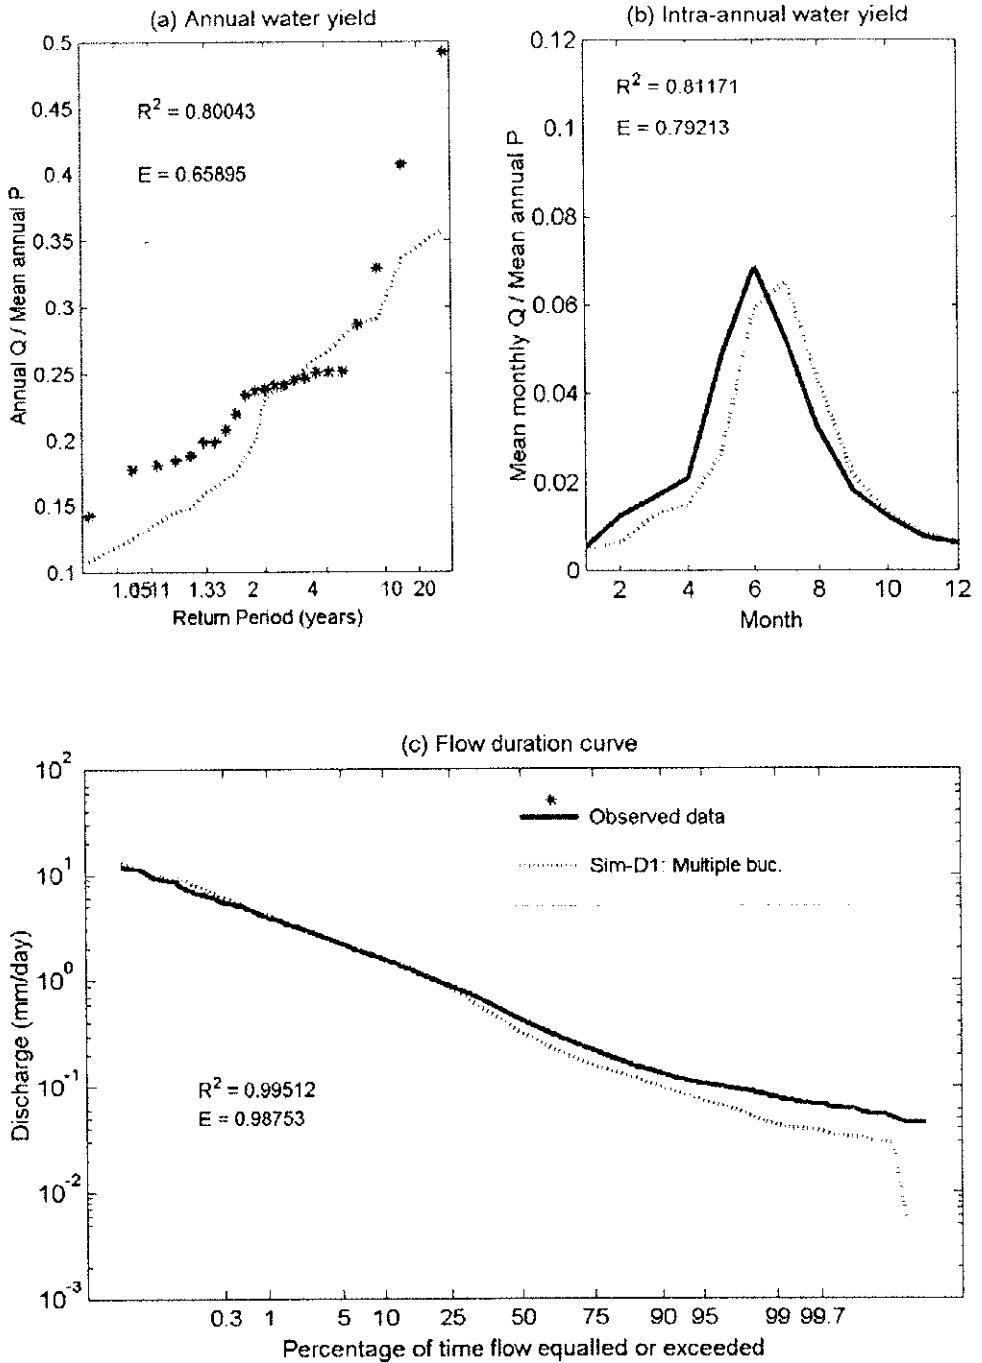 (a) Annual water yield
0.5
0.45
0.4
0.35
0.3
0.25
0.2
0.15
0.1
Annual Q / Mean annual P
R² = 0.80043
E = 0.65895
1.05 1.11 1.33 2 4 10 20
Return Period (years)
(b) Intra-annual water yield
0.12
0.1
0.08
0.06
0.04
0.02
0
Mean monthly Q / Mean annual P
R² = 0.81171
E = 0.79213
2 4 6 8 10 12
Month
(c) Flow duration curve
10²
10¹
10⁰
10⁻¹
10⁻²
10⁻³
Discharge (mm/day)
Observed data
Sim-D1: Multiple buc.
R² = 0.99512
E = 0.98753
0.3 1 5 10 25 50 75 90 95 99 99.7
Percentage of time flow equalled or exceeded